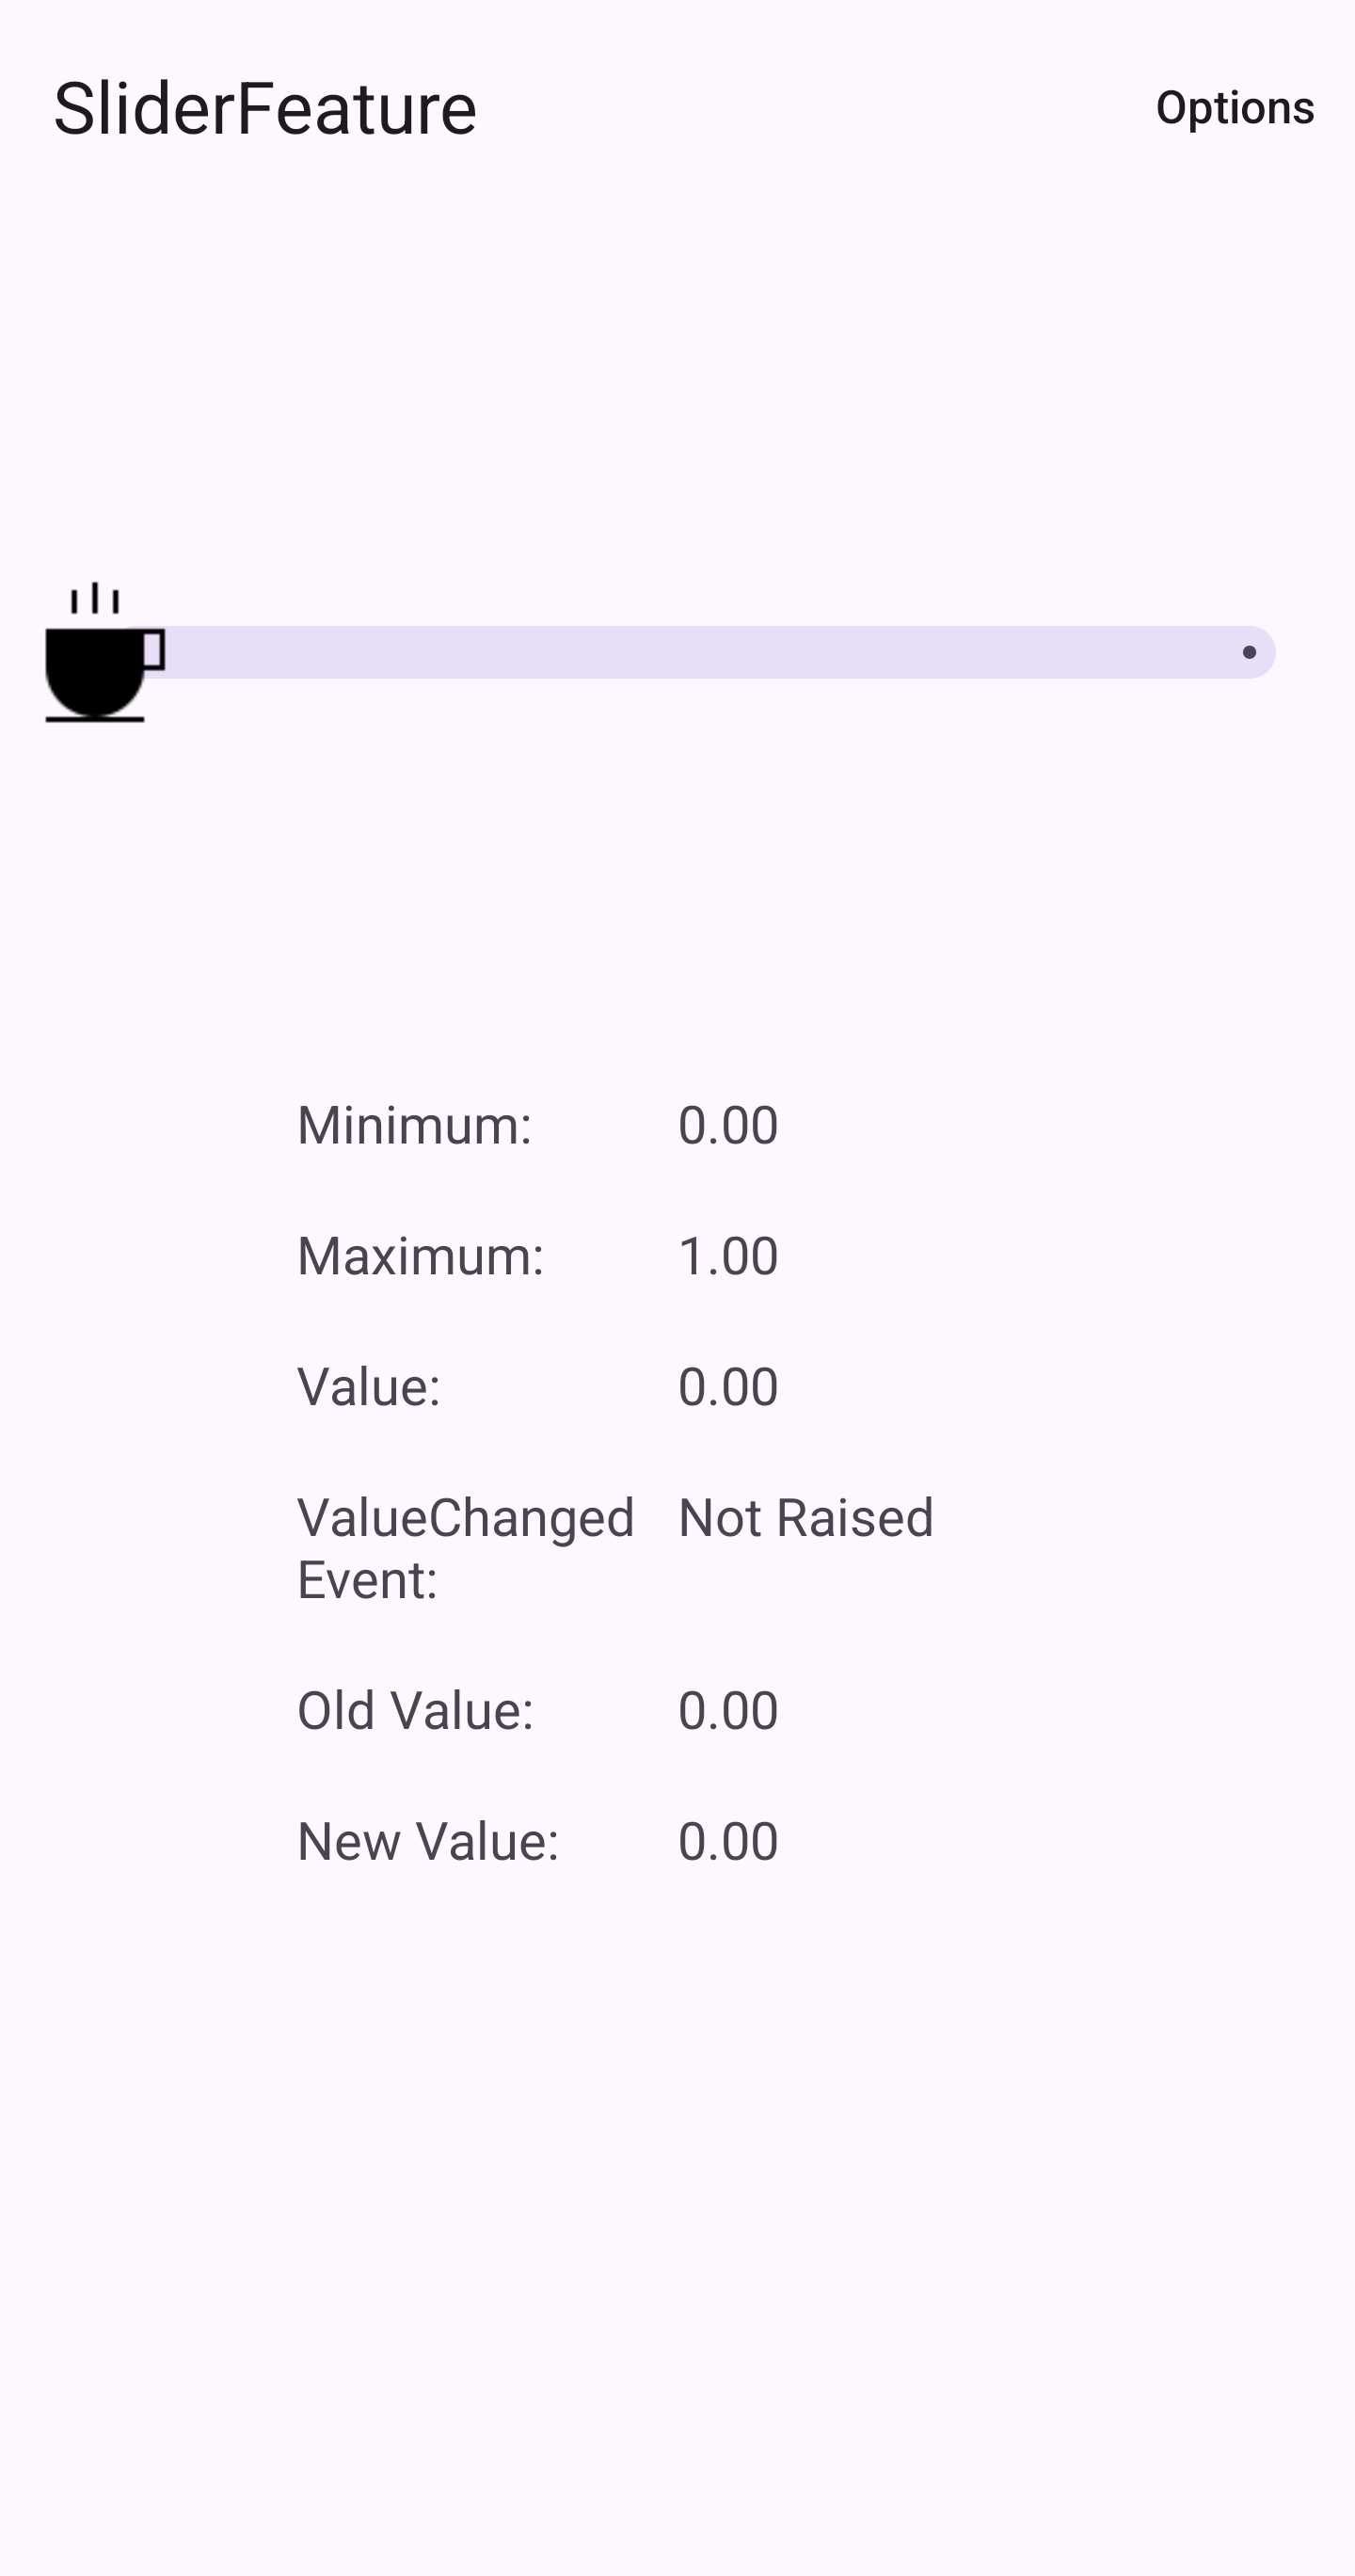 SliderFeature Options
Minimum: 0.00
Maximum: 1.00
Value: 0.00
ValueChanged Not Raised
Event:
Old Value: 0.00
New Value: 0.00